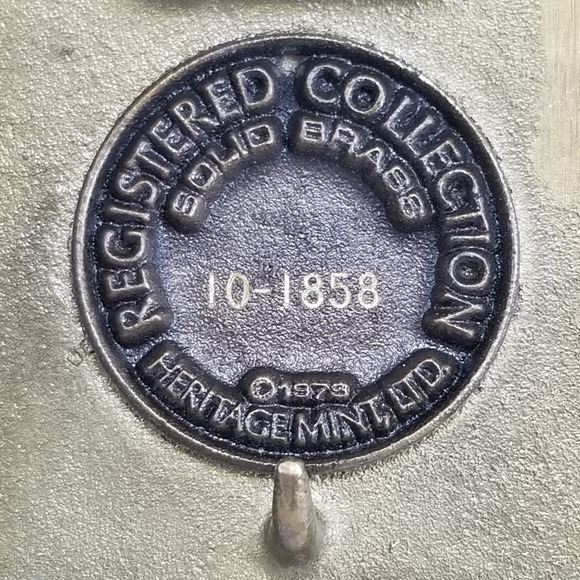 REGISTERED COLLECTION
SOLID BRASS
10-1858
©1979
HERITAGE MINT, LTD.